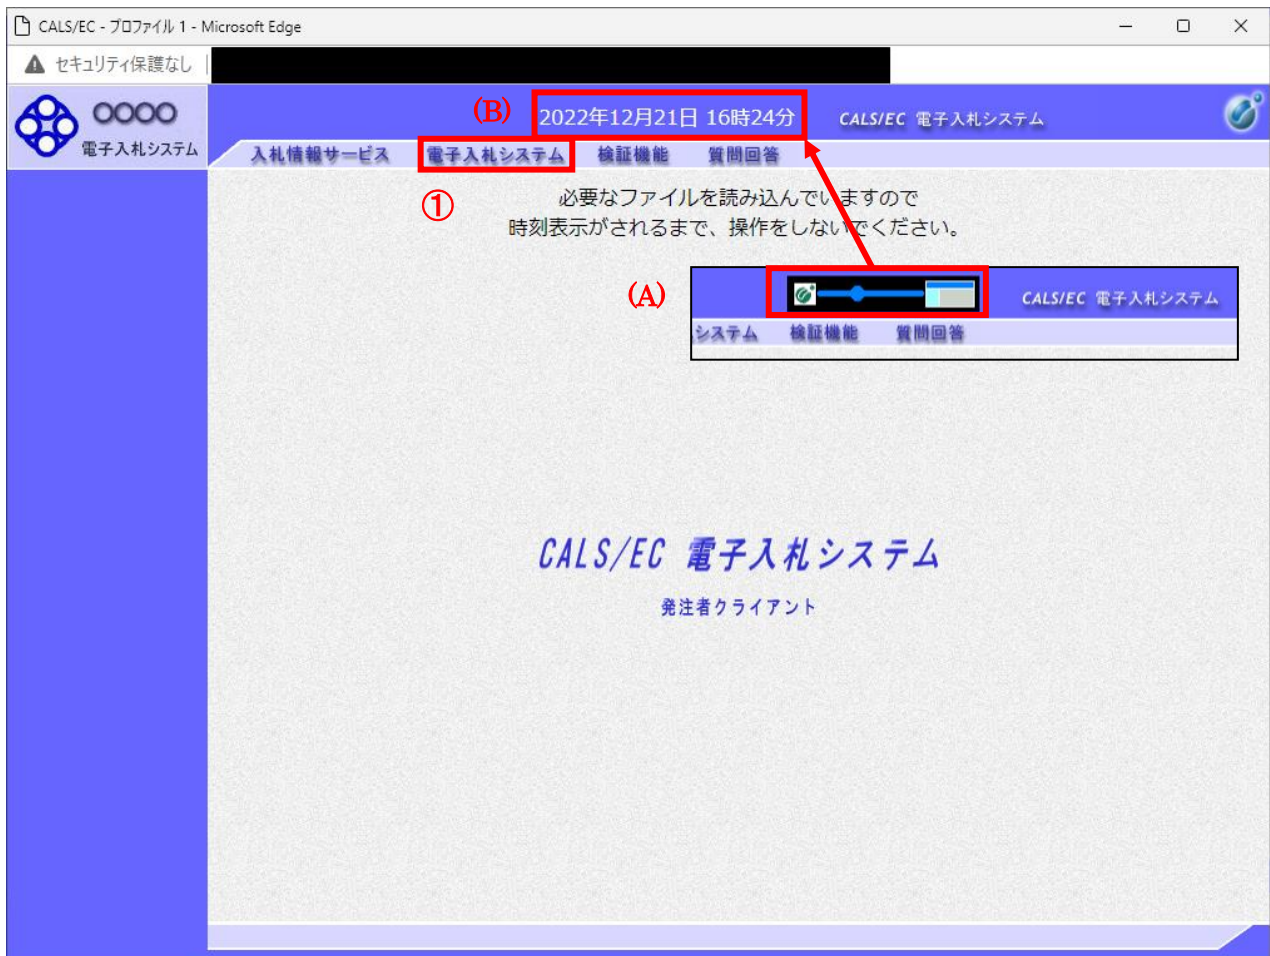 CALS/EC - プロファイル 1 - Microsoft Edge
セキュリティ保護なし
○○○○
電子入札システム
(B)
2022年12月21日 16時24分
CALS/EC 電子入札システム
入札情報サービス 電子入札システム 検証機能 質問回答
①
必要なファイルを読み込んでいますので
時刻表示がされるまで、操作をしないでください。
(A)
CALS/EC 電子入札システム
システム 検証機能 質問回答
CALS/EC 電子入札システム
発注者クライアント